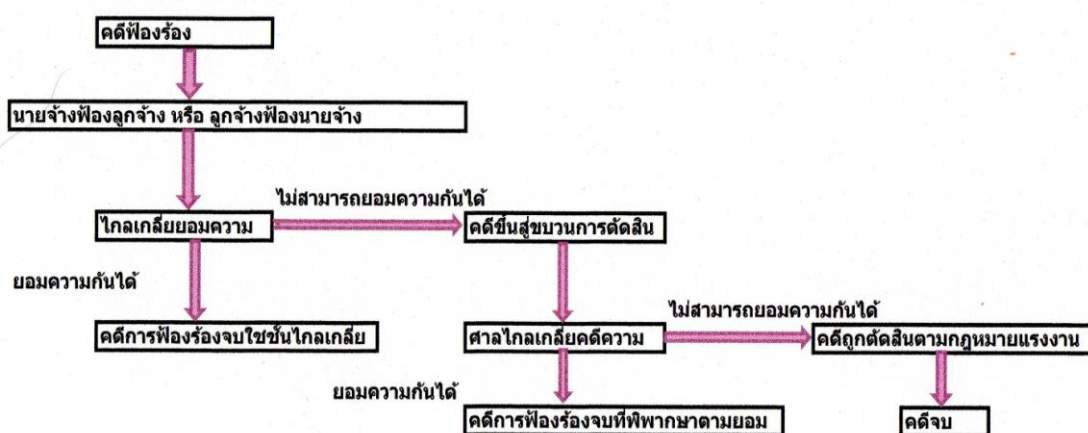 คดีฟ้องร้อง
นายจ้างฟ้องลูกจ้าง หรือ ลูกจ้างฟ้องนายจ้าง
ไม่สามารถยอมความกันได้
ไกลเกลี่ยยอมความ
คดีขึ้นสู่ขบวนการตัดสิน
ยอมความกันได้
ไม่สามารถยอมความกันได้
คดีการฟ้องร้องจบใชชั้นไกลเกลี่ย
ศาลไกลเกลี่ยคดีความ
คดีถูกตัดสินตามกฎหมายแรงงาน
ยอมความกันได้
คดีการฟ้องร้องจบที่พิพากษาตามยอม
คดีจบ